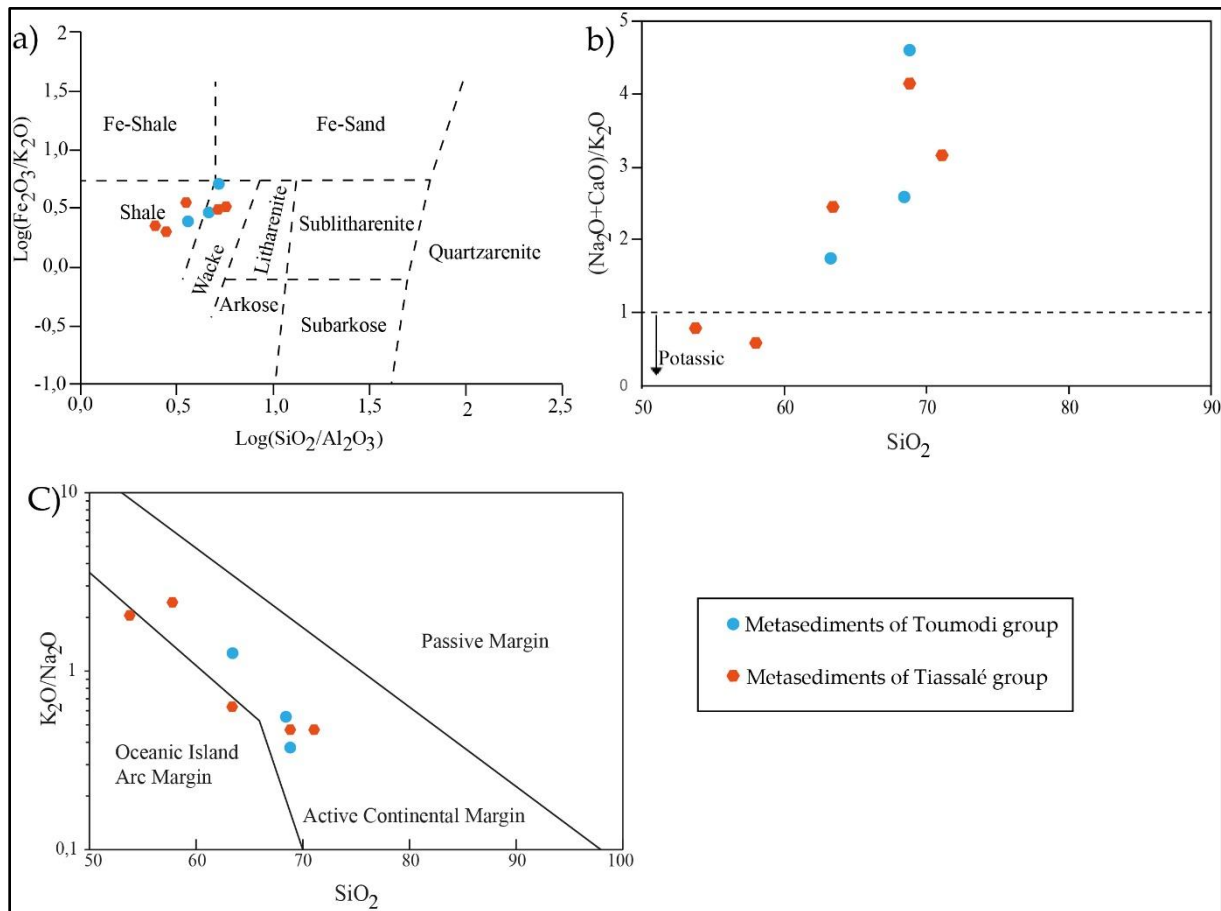 a)
2
1,5
1,0
0,5
0,0
-0,5
-1,0
Log(Fe₂O₃/K₂O)
Fe-Shale
Fe-Sand
Shale
Wacke
Litharenite
Sublitharenite
Quartzarenite
Arkose
Subarkose
0,0 0,5 1,0 1,5 2 2,5
Log(SiO₂/Al₂O₃)
b)
5
4
3
2
1
0
(Na₂O+CaO)/K₂O
Potassic
50 60 70 80 90
SiO₂
C)
10
1
0,1
K₂O/Na₂O
Passive Margin
Oceanic Island
Arc Margin
Active Continental Margin
50 60 70 80 90 100
SiO₂
Metasediments of Toumodi group
Metasediments of Tiassalé group